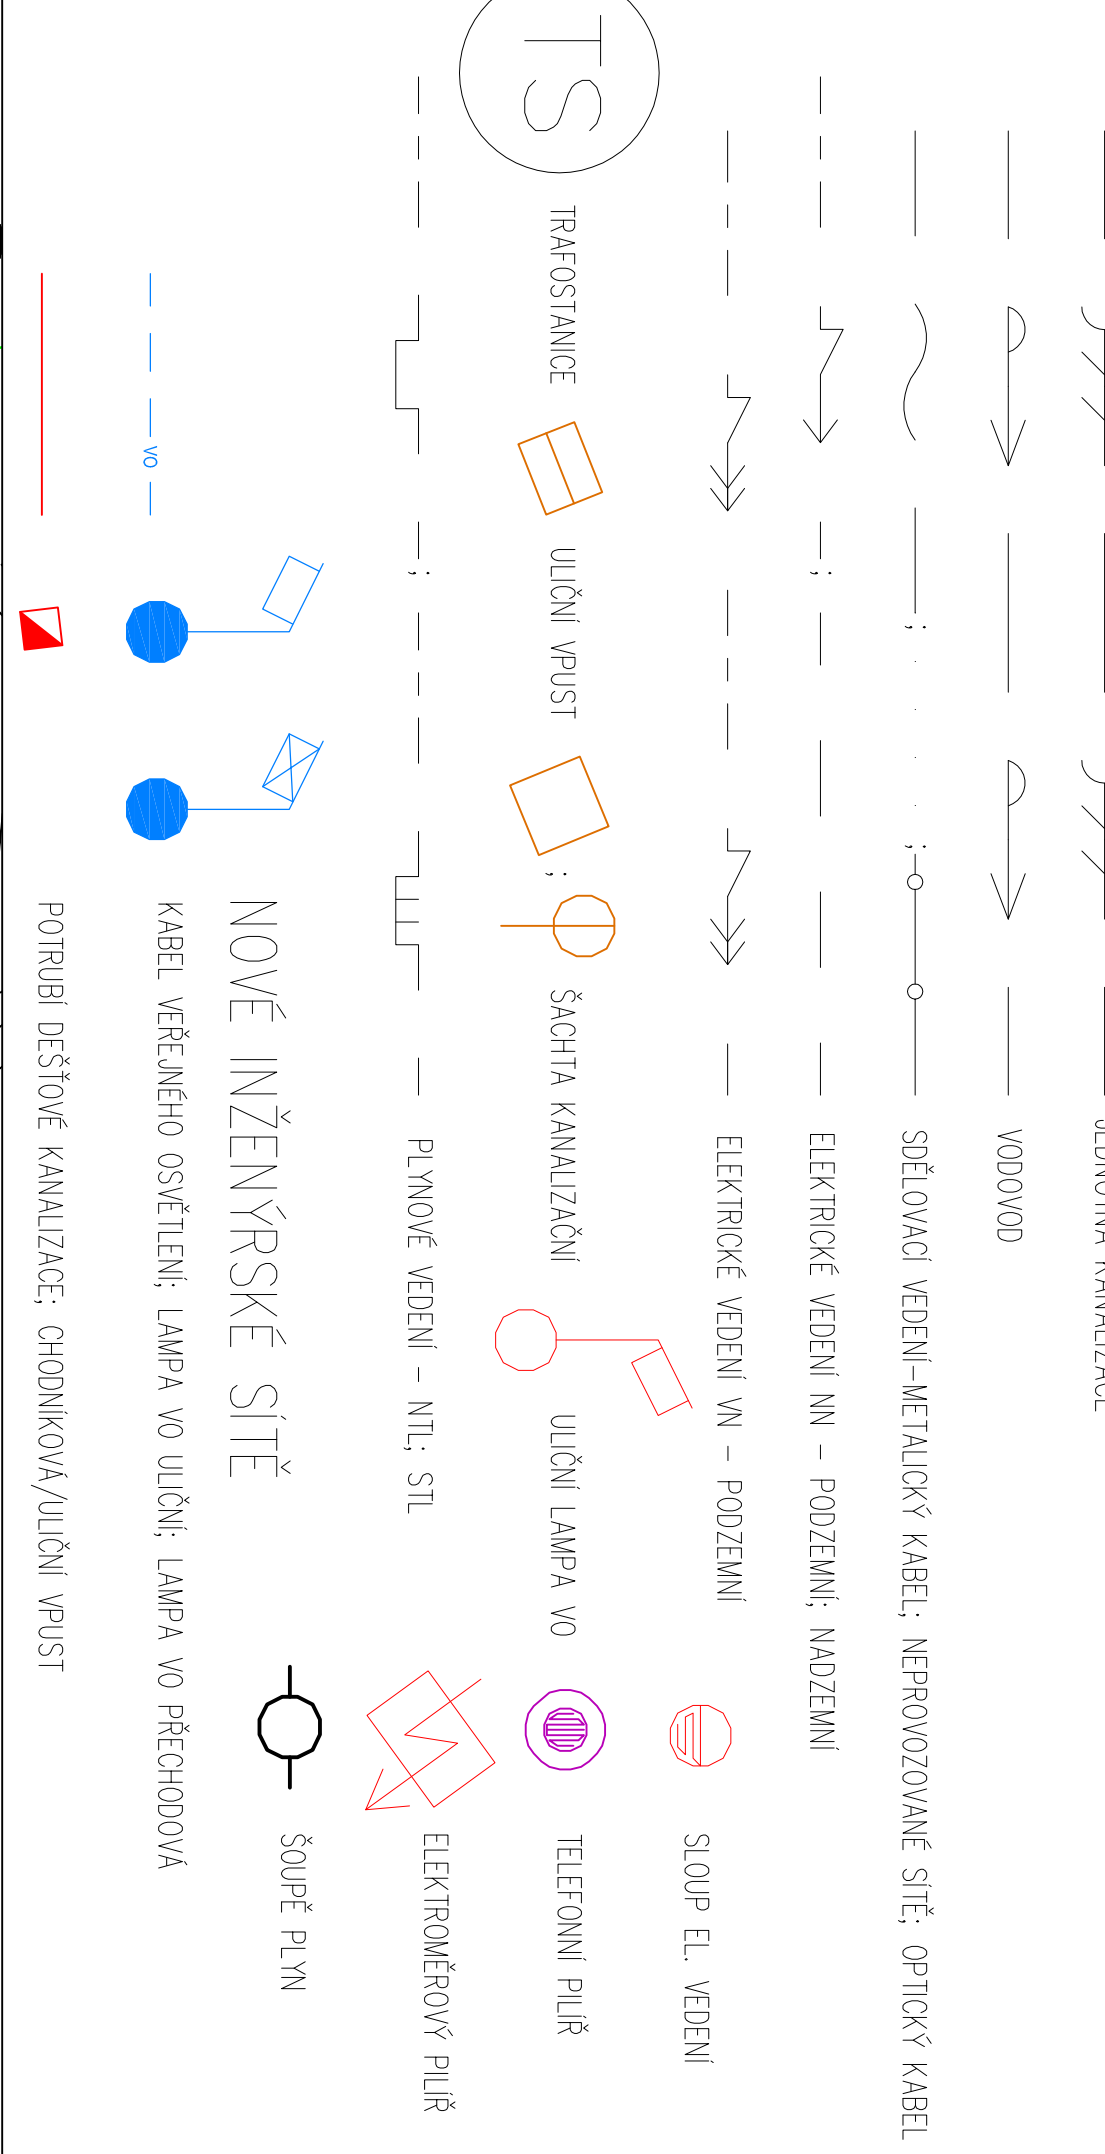 JEDNOTNÁ KANALIZACE
VODOVOD
; ; SDĚLOVACÍ VEDENÍ-METALICKÝ KABEL; NEPROVOZOVANÉ SÍTĚ; OPTICKÝ KABEL
; ELEKTRICKÉ VEDENÍ NN - PODZEMNÍ; NADZEMNÍ
ELEKTRICKÉ VEDENÍ VN - PODZEMNÍ
SLOUP EL. VEDENÍ
TS TRAFOSTANICE ULIČNÍ VPUST ; ŠACHTA KANALIZAČNÍ ULIČNÍ LAMPA VO TELEFONNÍ PILÍŘ
; PLYNOVÉ VEDENÍ - NTL; STL ELEKTROMĚROVÝ PILÍŘ
ŠOUPĚ PLYN
NOVÉ INŽENÝRSKÉ SÍTĚ
VO KABEL VEŘEJNÉHO OSVĚTLENÍ; LAMPA VO ULIČNÍ; LAMPA VO PŘECHODOVÁ
POTRUBÍ DEŠŤOVÉ KANALIZACE; CHODNÍKOVÁ/ULIČNÍ VPUST